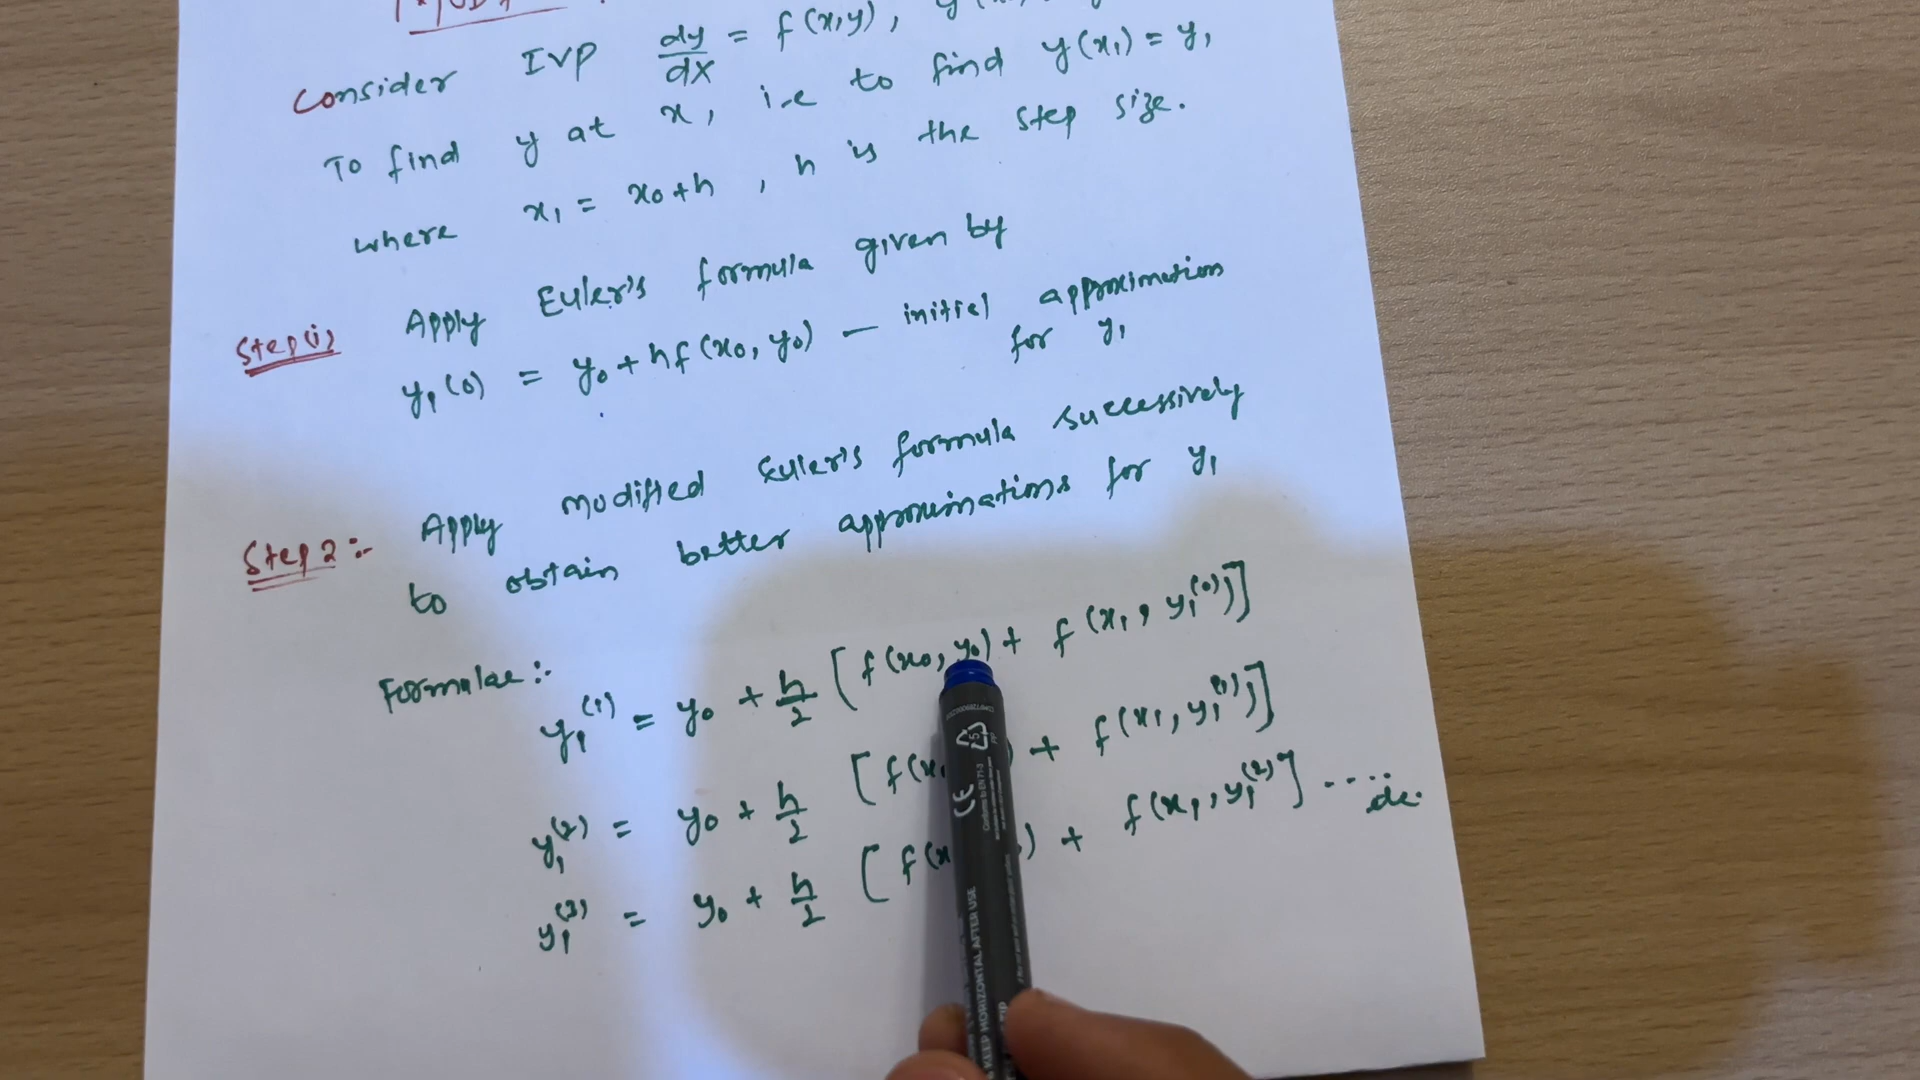 Consider IVP dy/dx = f(x,y),
To find y at x, i.e to find y(x₁) = y₁
where x₁ = x₀+h , h is the step size.
Step(i) Apply Euler's formula given by
y₁(0) = y₀ + hf(x₀, y₀) — initial approximation
for y₁
Step 2:- Apply modified Euler's formula successively
to obtain better approximations for y₁
Formulae:-
y₁⁽¹⁾ = y₀ + h/2 [f(x₀, y₀) + f(x₁, y₁⁽⁰⁾)]
y₁⁽²⁾ = y₀ + h/2 [f(x ) + f(x₁, y₁⁽¹⁾)]
y₁⁽³⁾ = y₀ + h/2 [f(x ) + f(x₁, y₁⁽²⁾] ....
CE
KEEP HORIZONTAL AFTER USE